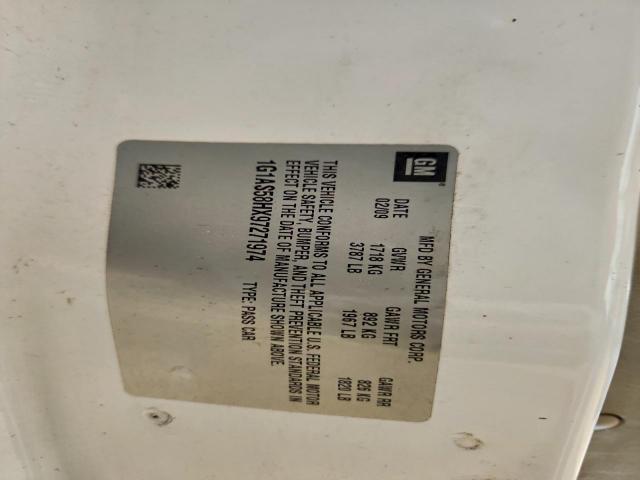 GM
MFD BY GENERAL MOTORS CORP.
DATE GVWR GAWR FRT GAWR RR
02/09 1718 KG 892 KG 826 KG
3787 LB 1967 LB 1820 LB
THIS VEHICLE CONFORMS TO ALL APPLICABLE U.S. FEDERAL MOTOR
VEHICLE SAFETY, BUMPER, AND THEFT PREVENTION STANDARDS IN
EFFECT ON THE DATE OF MANUFACTURE SHOWN ABOVE.
1G1AS58HX97271974 TYPE: PASS CAR